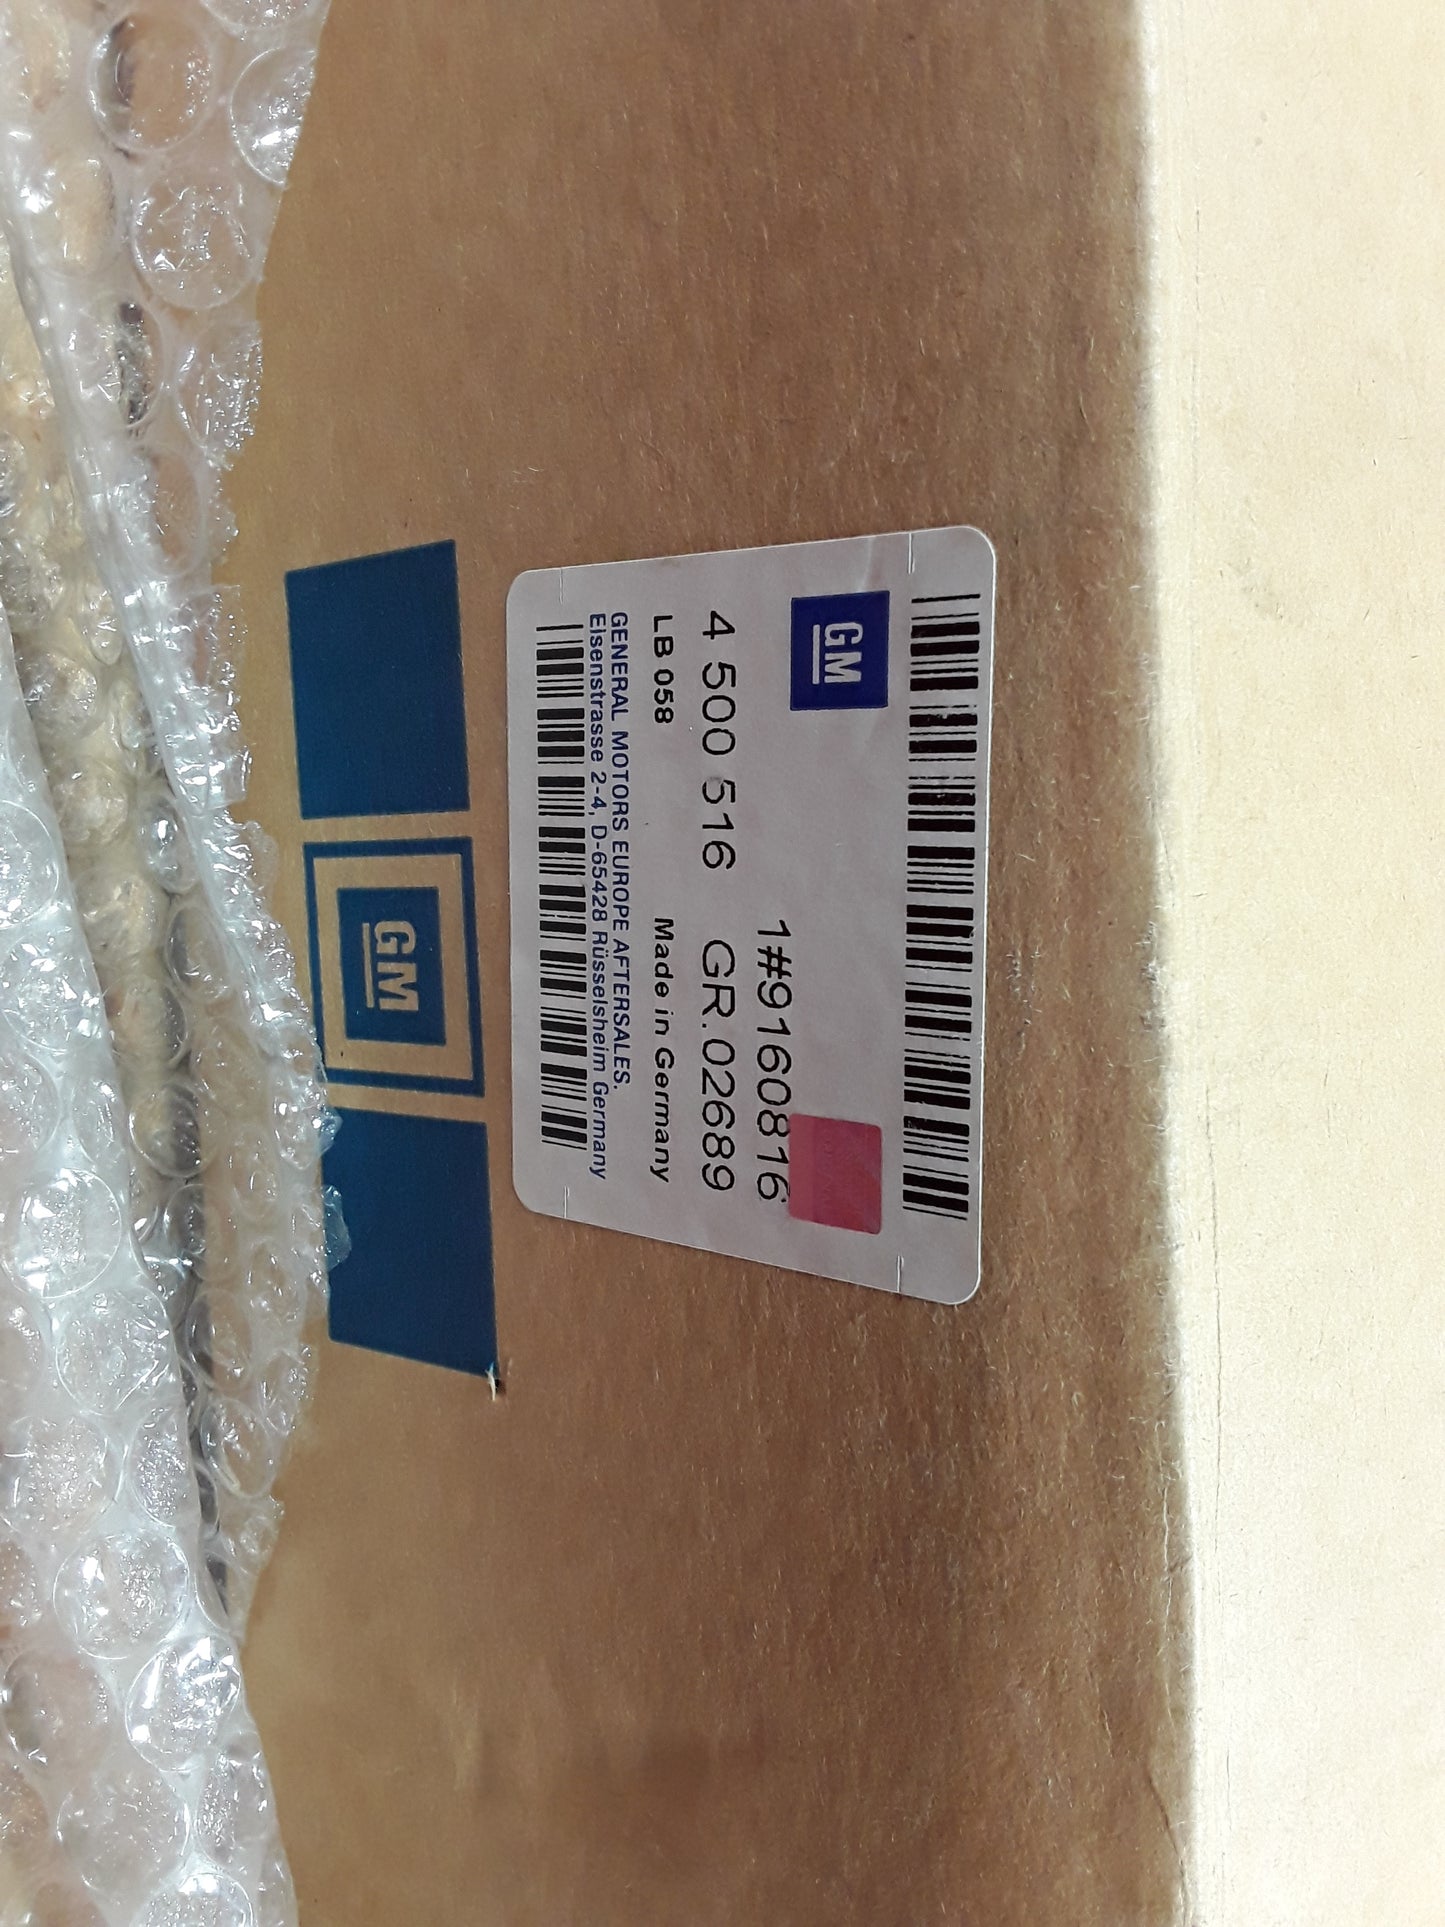 GM
1#9160816
4 500 516 GR.02689
LB 058 Made in Germany
GENERAL MOTORS EUROPE AFTERSALES.
Eisenstrasse 2-4, D-65428 Rüsselsheim Germany
GM